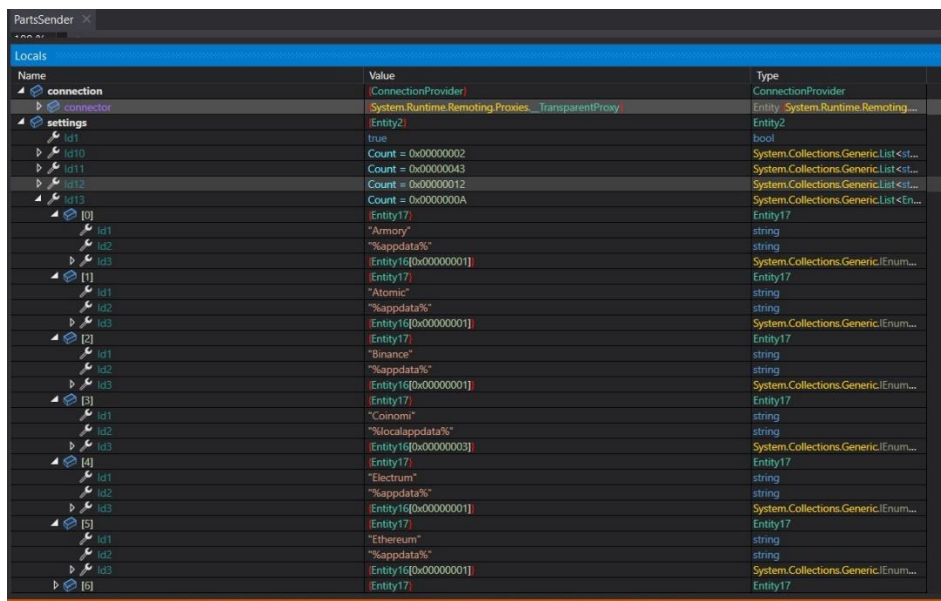 PartsSender
Locals
Name Value Type
connection {ConnectionProvider} ConnectionProvider
connector {System.Runtime.Remoting.Proxies.__TransparentProxy} Entity {System.Runtime.Remoting....
settings {Entity2} Entity2
Id1 true bool
Id10 Count = 0x00000002 System.Collections.Generic.List<st...
Id11 Count = 0x00000043 System.Collections.Generic.List<st...
Id12 Count = 0x00000012 System.Collections.Generic.List<st...
Id13 Count = 0x0000000A System.Collections.Generic.List<En...
[0] {Entity17} Entity17
Id1 "Armory" string
Id2 "%appdata%" string
Id3 {Entity16[0x00000001]} System.Collections.Generic.IEnum...
[1] {Entity17} Entity17
Id1 "Atomic" string
Id2 "%appdata%" string
Id3 {Entity16[0x00000001]} System.Collections.Generic.IEnum...
[2] {Entity17} Entity17
Id1 "Binance" string
Id2 "%appdata%" string
Id3 {Entity16[0x00000001]} System.Collections.Generic.IEnum...
[3] {Entity17} Entity17
Id1 "Coinomi" string
Id2 "%localappdata%" string
Id3 {Entity16[0x00000003]} System.Collections.Generic.IEnum...
[4] {Entity17} Entity17
Id1 "Electrum" string
Id2 "%appdata%" string
Id3 {Entity16[0x00000001]} System.Collections.Generic.IEnum...
[5] {Entity17} Entity17
Id1 "Ethereum" string
Id2 "%appdata%" string
Id3 {Entity16[0x00000001]} System.Collections.Generic.IEnum...
[6] {Entity17} Entity17